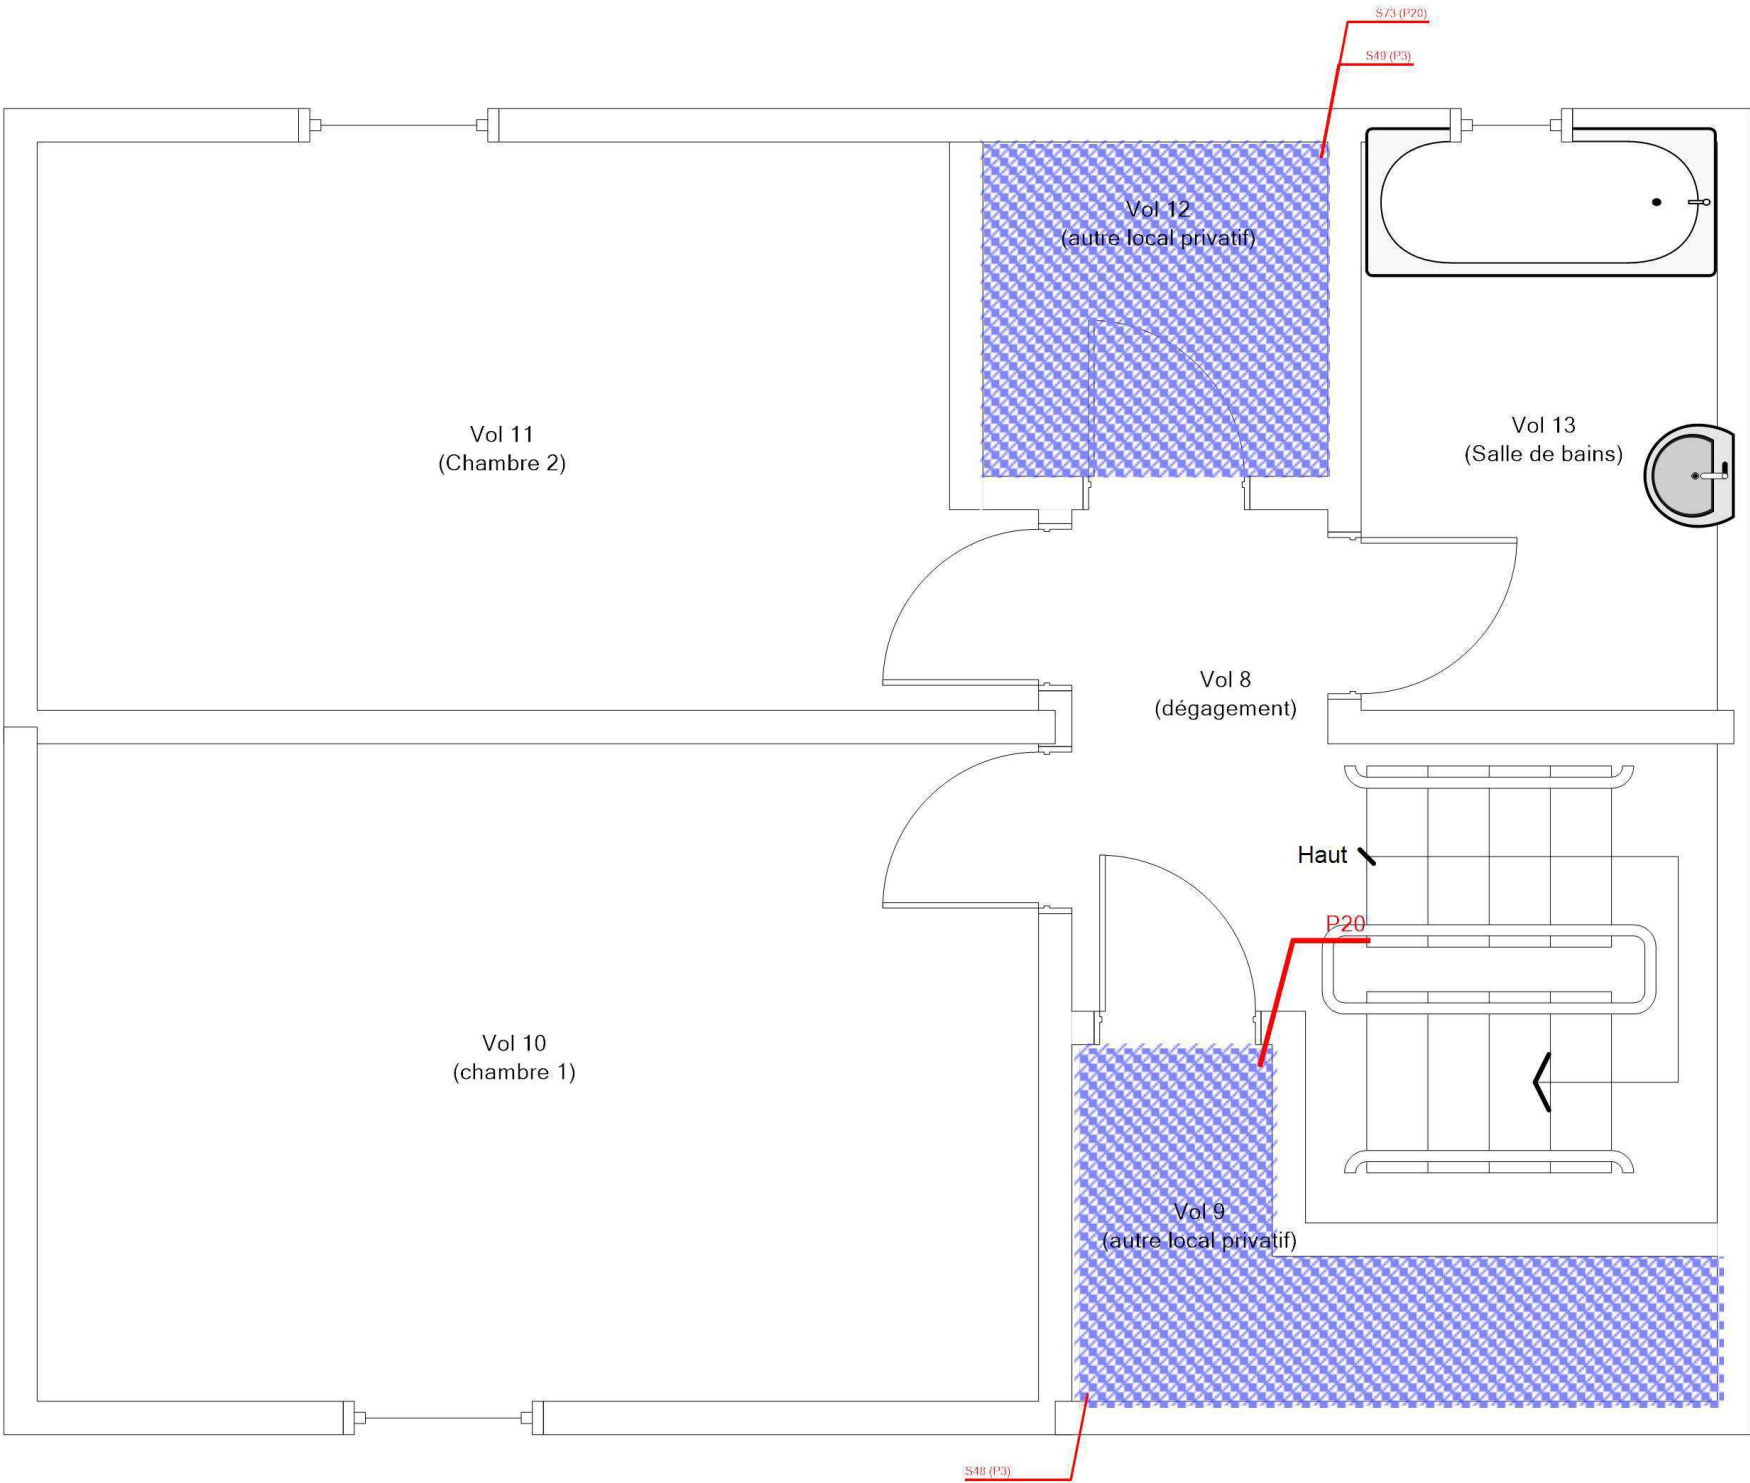 S73 (P20)
S49 (P3)
Vol 12
(autre local privatif)
Vol 11
(Chambre 2)
Vol 13
(Salle de bains)
Vol 8
(dégagement)
Haut
P20
Vol 10
(chambre 1)
Vol 9
(autre local privatif)
S48 (P3)